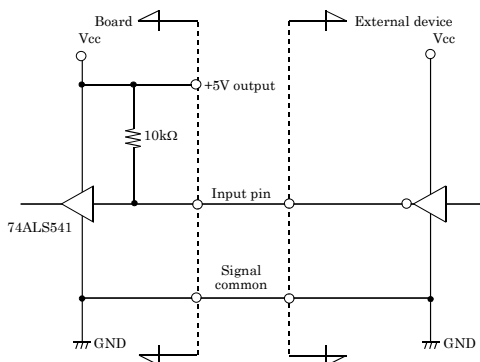 Board
External device
Vcc
Vcc
+5V output
10kΩ
Input pin
74ALS541
Signal
common
GND
GND